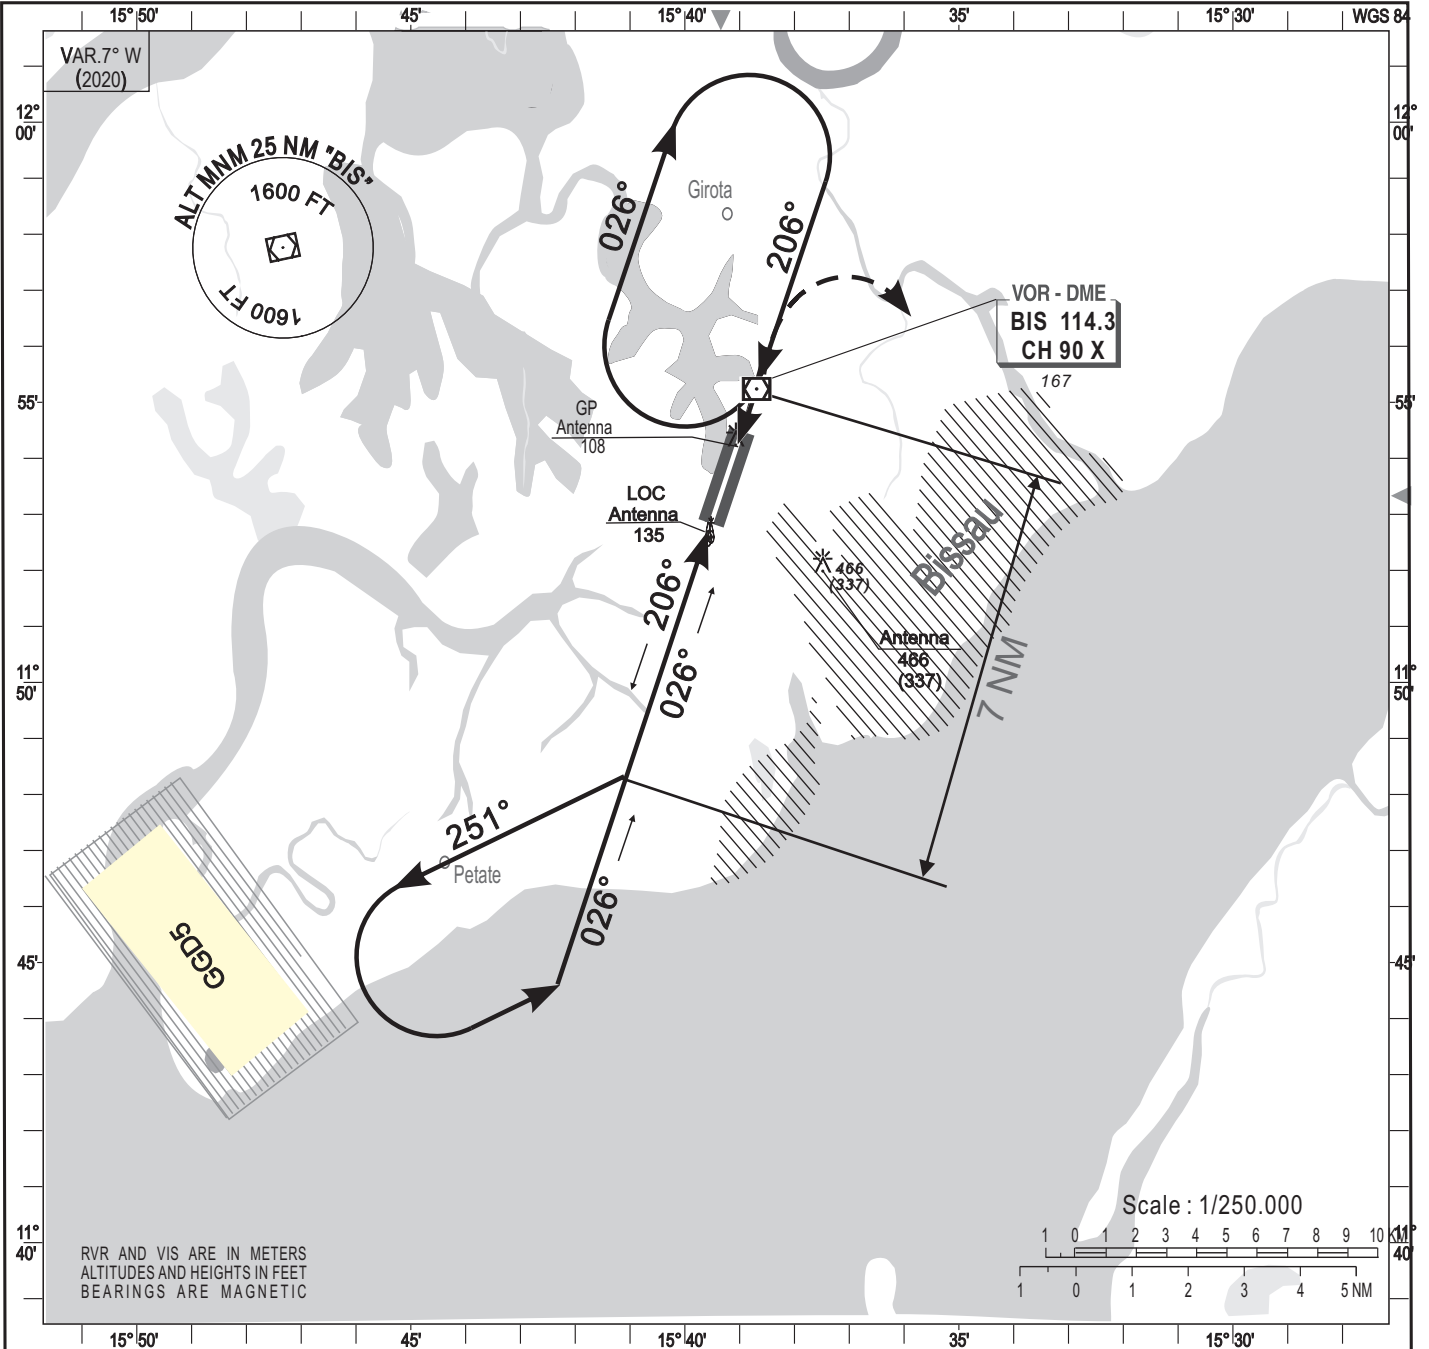 15° 50'
45'
15° 40'
35'
15° 30'
WGS 84
VAR.7° W
(2020)
12°
00'
12°
00'
ALT MNM 25 NM "BIS"
1600 FT
1600 FT
026°
Girota
206°
VOR - DME
BIS 114.3
CH 90 X
167
55'
55'
GP
Antenna
108
LOC
Antenna
135
Bissau
466
(337)
206°
Antenna
466
(337)
026°
7 NM
11°
50'
11°
50'
251°
Petate
026°
GGD5
45'
45'
Scale : 1/250.000
1 0 1 2 3 4 5 6 7 8 9 10 KM
1 0 1 2 3 4 5 NM
11°
40'
11°
40'
RVR AND VIS ARE IN METERS
ALTITUDES AND HEIGHTS IN FEET
BEARINGS ARE MAGNETIC
15° 50'
45'
15° 40'
35'
15° 30'